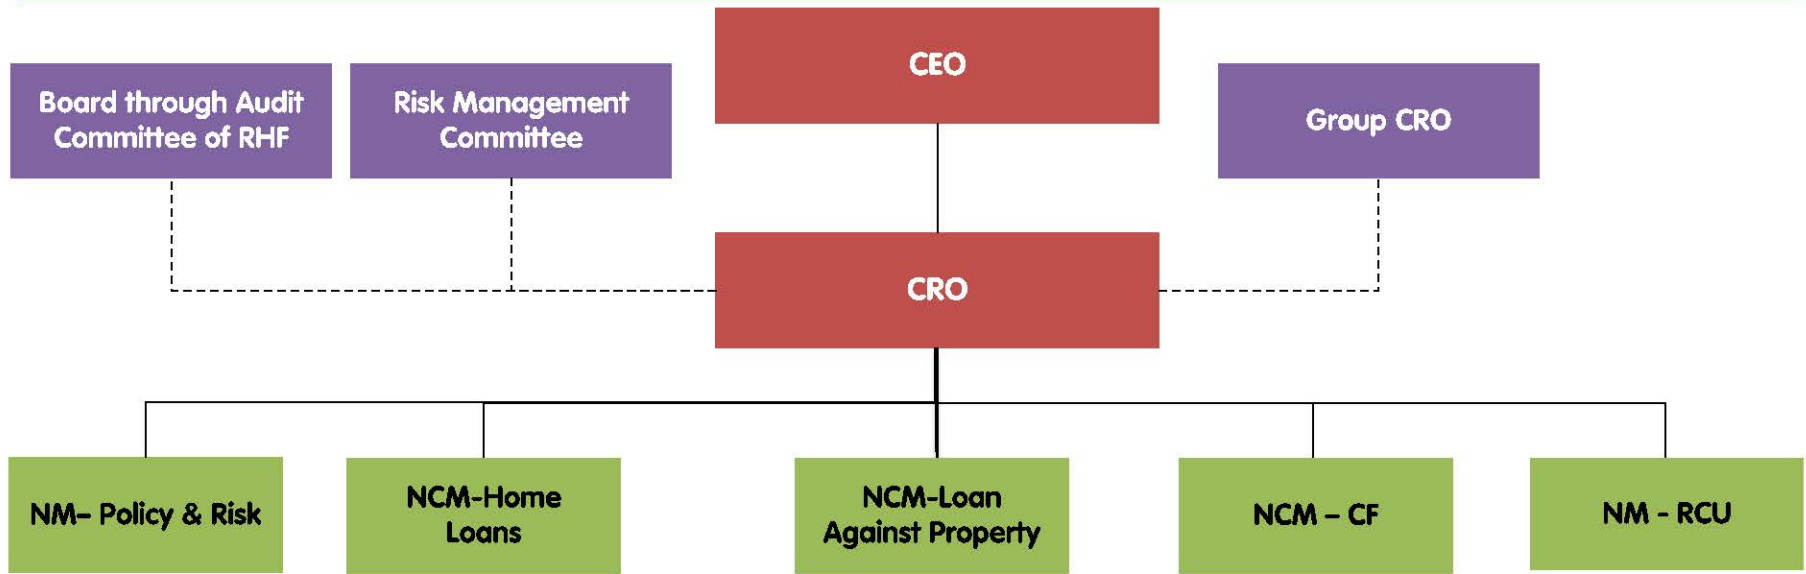 CEO
Board through Audit
Committee of RHF
Risk Management
Committee
Group CRO
CRO
NM– Policy & Risk
NCM-Home
Loans
NCM-Loan
Against Property
NCM – CF
NM - RCU